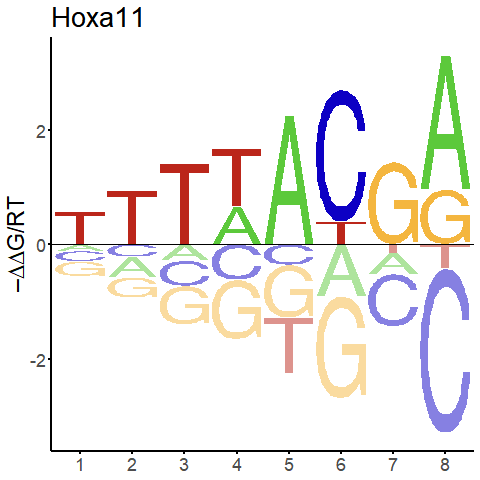 Hoxa11
−ΔΔG/RT
2
0
-2
T T T T A C G A
A T G
A C A A C A A T
C A C C G G C C
G G G G T
1 2 3 4 5 6 7 8